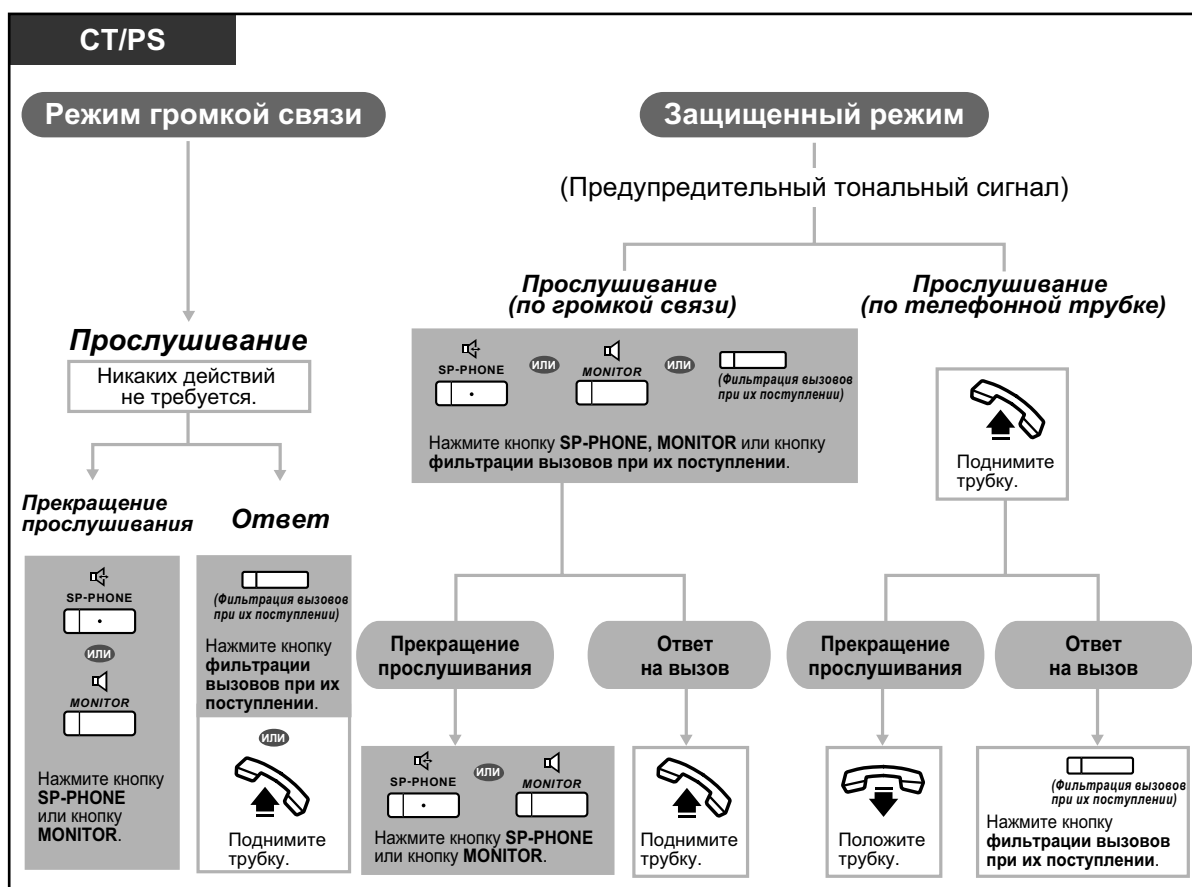 CT/PS
Режим громкой связи
Прослушивание
Никаких действий
не требуется.
Прекращение
прослушивания
SP-PHONE
или
MONITOR
Нажмите кнопку
SP-PHONE
или кнопку
MONITOR.
Ответ
(Фильтрация вызовов
при их поступлении)
Нажмите кнопку
фильтрации
вызовов при их
поступлении.
или
Поднимите
трубку.
Защищенный режим
(Предупредительный тональный сигнал)
Прослушивание
(по громкой связи)
SP-PHONE
или
MONITOR
или
(Фильтрация вызовов
при их поступлении)
Нажмите кнопку SP-PHONE, MONITOR или кнопку
фильтрации вызовов при их поступлении.
Прекращение
прослушивания
SP-PHONE
или
MONITOR
Нажмите кнопку SP-PHONE
или кнопку MONITOR.
Ответ
на вызов
Поднимите
трубку.
Прослушивание
(по телефонной трубке)
Поднимите
трубку.
Прекращение
прослушивания
Положите
трубку.
Ответ
на вызов
(Фильтрация вызовов
при их поступлении)
Нажмите кнопку
фильтрации вызовов
при их поступлении.